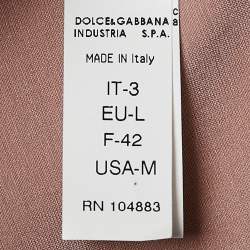 DOLCE&GABBANA
INDUSTRIA S.P.A.
MADE IN Italy
IT-3
EU-L
F-42
USA-M
RN 104883